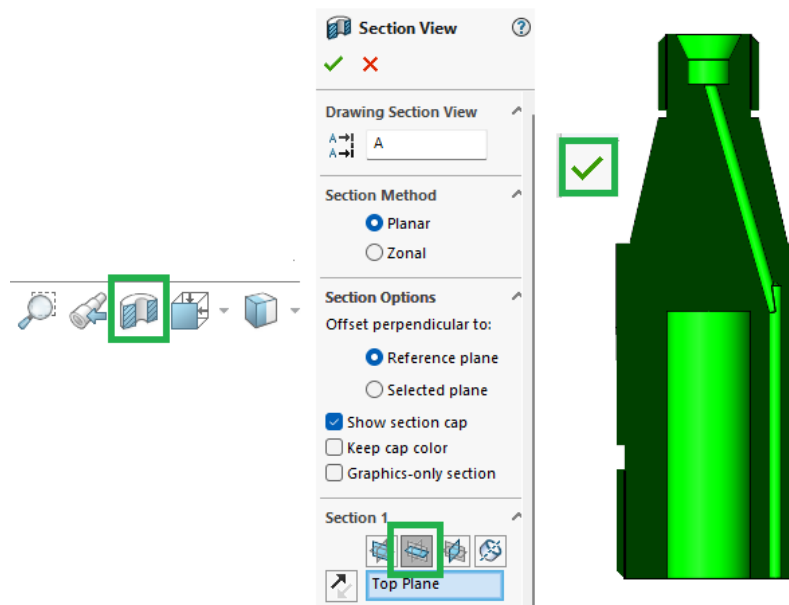 Section View
Drawing Section View
A
A
A
Section Method
Planar
Zonal
Section Options
Offset perpendicular to:
Reference plane
Selected plane
Show section cap
Keep cap color
Graphics-only section
Section 1
Top Plane